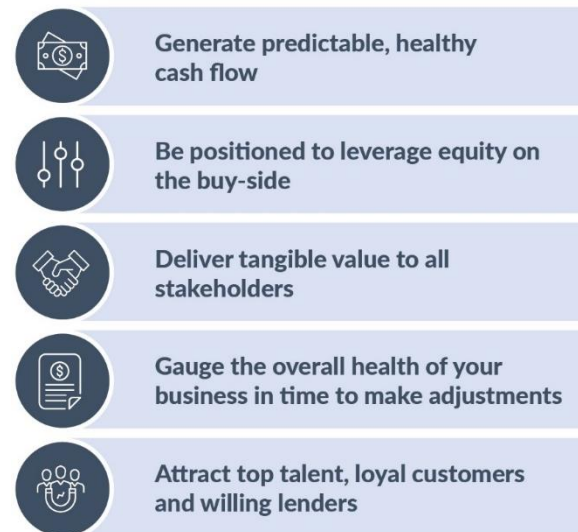 Generate predictable, healthy
cash flow
Be positioned to leverage equity on
the buy-side
Deliver tangible value to all
stakeholders
Gauge the overall health of your
business in time to make adjustments
Attract top talent, loyal customers
and willing lenders